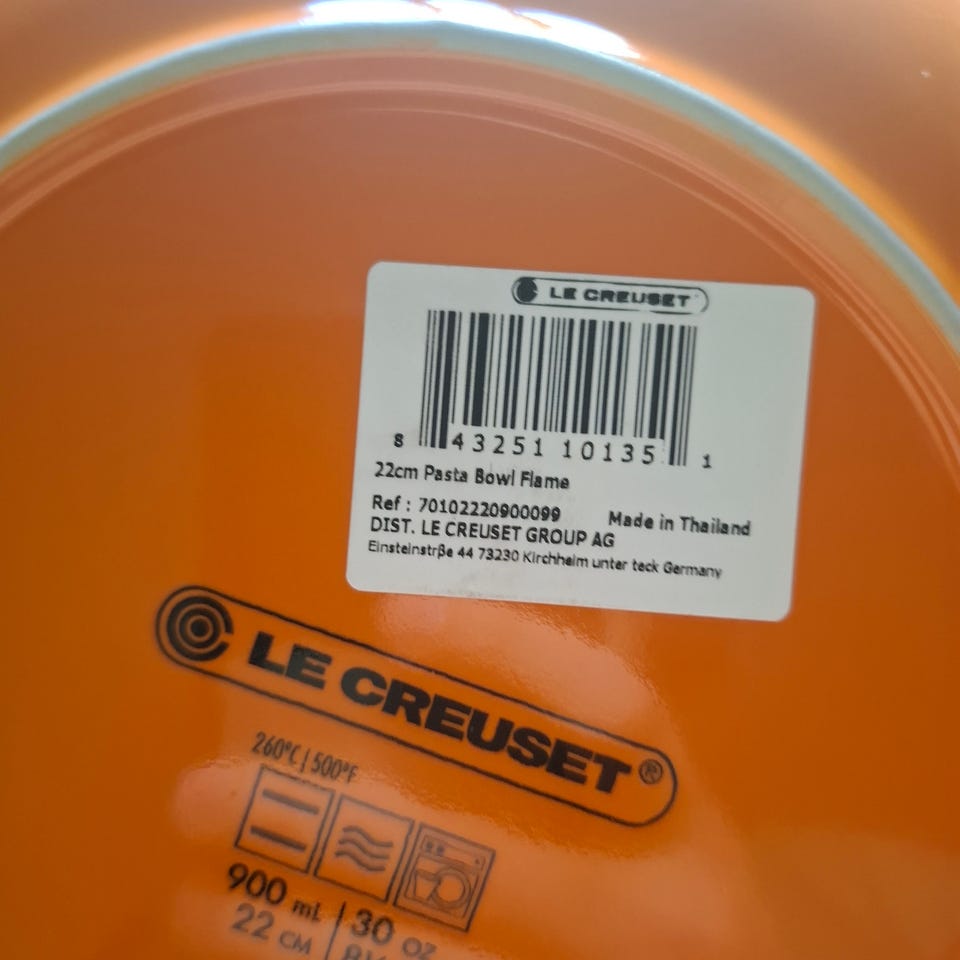 LE CREUSET
8 43251 10135 1
22cm Pasta Bowl Flame
Ref : 70102220900099 Made in Thailand
DIST. LE CREUSET GROUP AG
Einsteinstrβe 44 73230 Kirchheim unter teck Germany
LE CREUSET®
260°C | 500°F
900 mL | 30 oz
22 CM